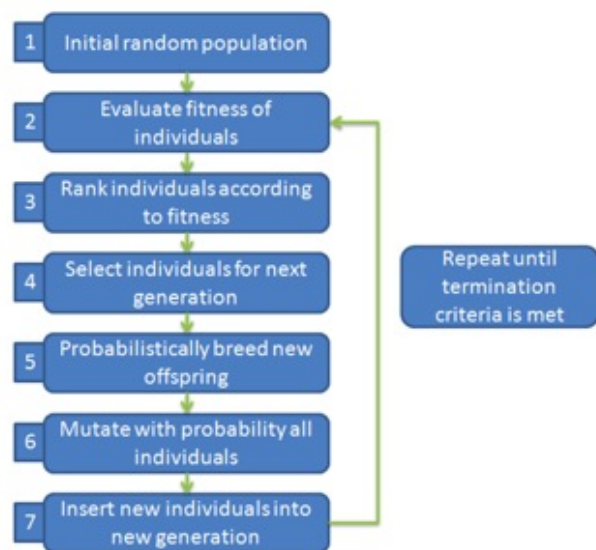 1
Initial random population
2
Evaluate fitness of
individuals
3
Rank individuals according
to fitness
4
Select individuals for next
generation
Repeat until
termination
criteria is met
5
Probabilistically breed new
offspring
6
Mutate with probability all
individuals
7
Insert new individuals into
new generation